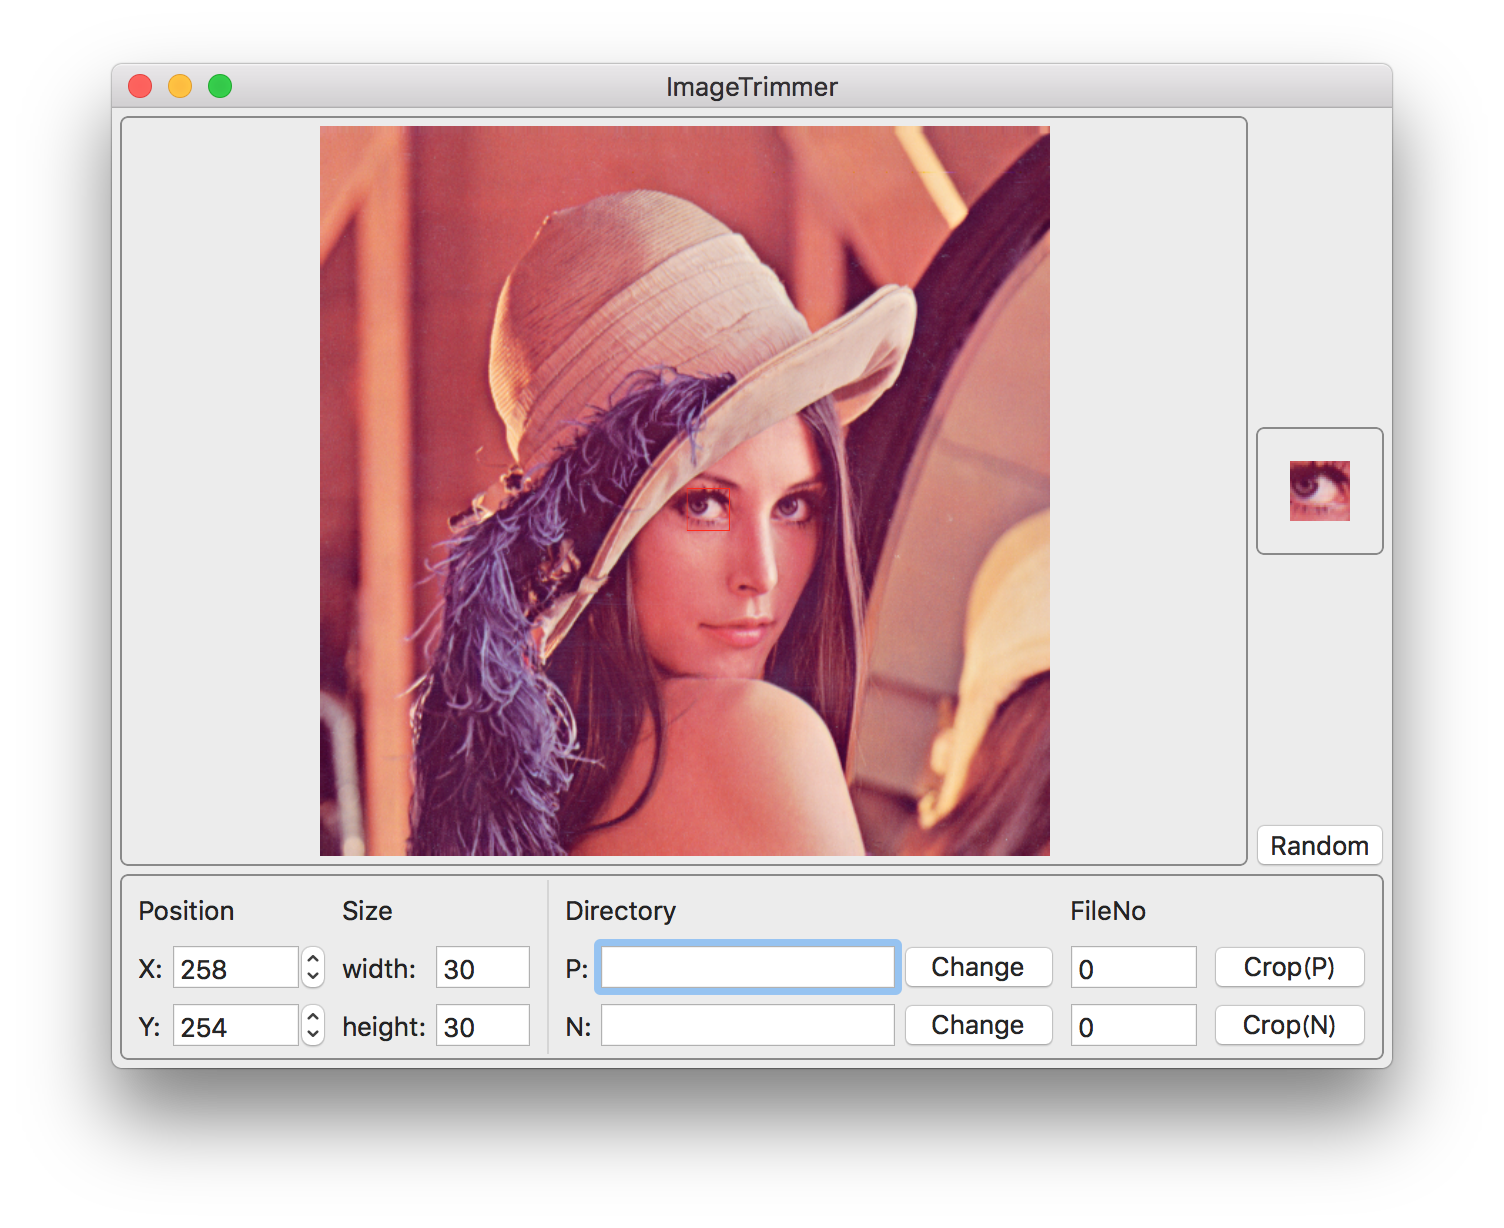 ImageTrimmer
Random
Position Size Directory FileNo
X: 258 width: 30 P: Change 0 Crop(P)
Y: 254 height: 30 N: Change 0 Crop(N)